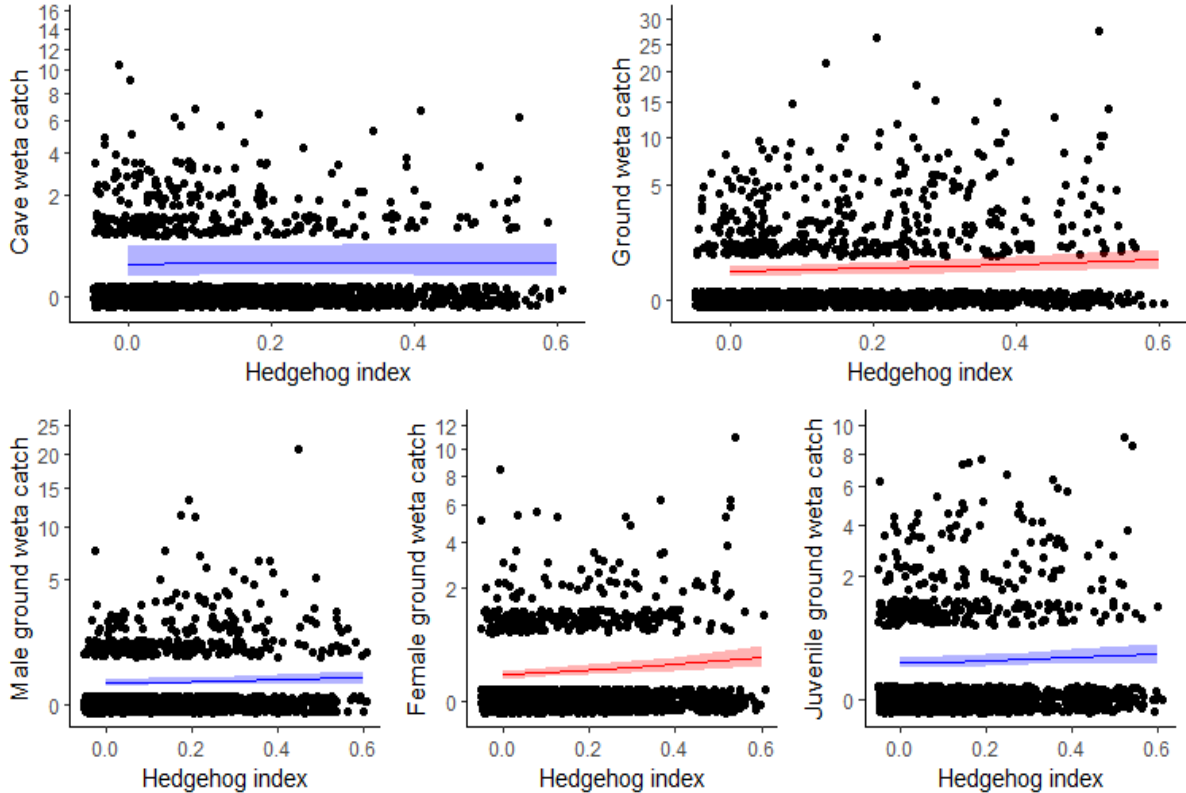 Cave weta catch
16
14
12
10
8
6
4
2
0
0.0 0.2 0.4 0.6
Hedgehog index
Ground weta catch
30
25
20
15
10
5
0
0.0 0.2 0.4 0.6
Hedgehog index
Male ground weta catch
25
20
15
10
5
0
0.0 0.2 0.4 0.6
Hedgehog index
Female ground weta catch
12
10
8
6
4
2
0
0.0 0.2 0.4 0.6
Hedgehog index
Juvenile ground weta catch
10
8
6
4
2
0
0.0 0.2 0.4 0.6
Hedgehog index